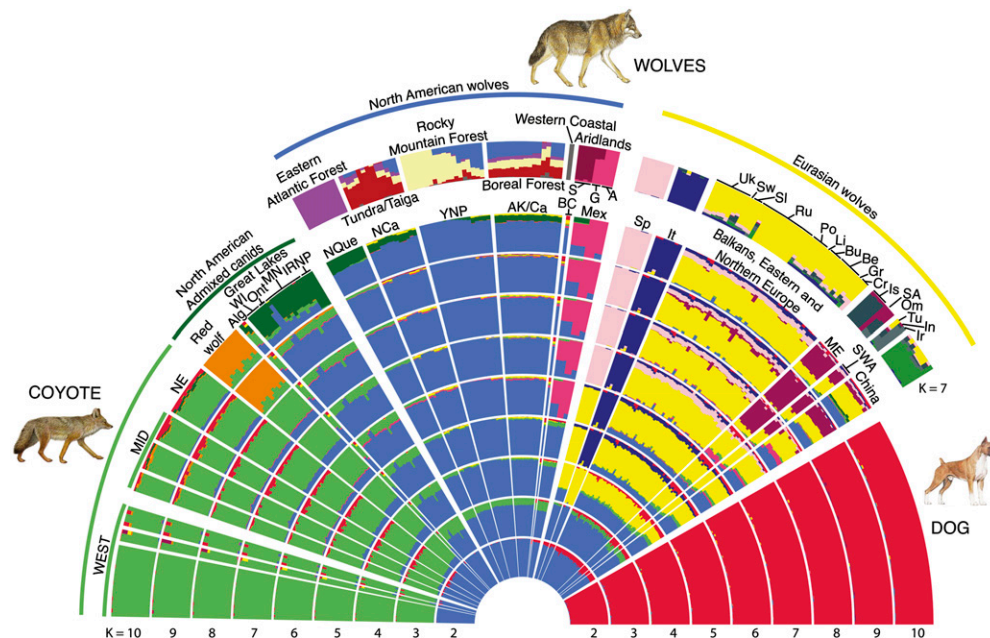 WOLVES
North American wolves
Eurasian wolves
Eastern
Atlantic Forest
Tundra/Taiga
Rocky
Mountain Forest
Boreal Forest
Western Coastal
Aridlands
S
G
T
A
Uk
Sw
Sl
Ru
Po
Li
Bu
Be
Gr
Cr
Is
SA
Om
Tu
In
Ir
K = 7
North American
Admixed canids
Great Lakes
Red
wolf
Alg
WI
Ont
MN
IRNP
NQue
NCa
YNP
AK/Ca
BC
Mex
Sp
It
Balkans, Eastern and
Northern Europe
ME
SWA
China
COYOTE
NE
MID
WEST
DOG
K = 10
9
8
7
6
5
4
3
2
2
3
4
5
6
7
8
9
10